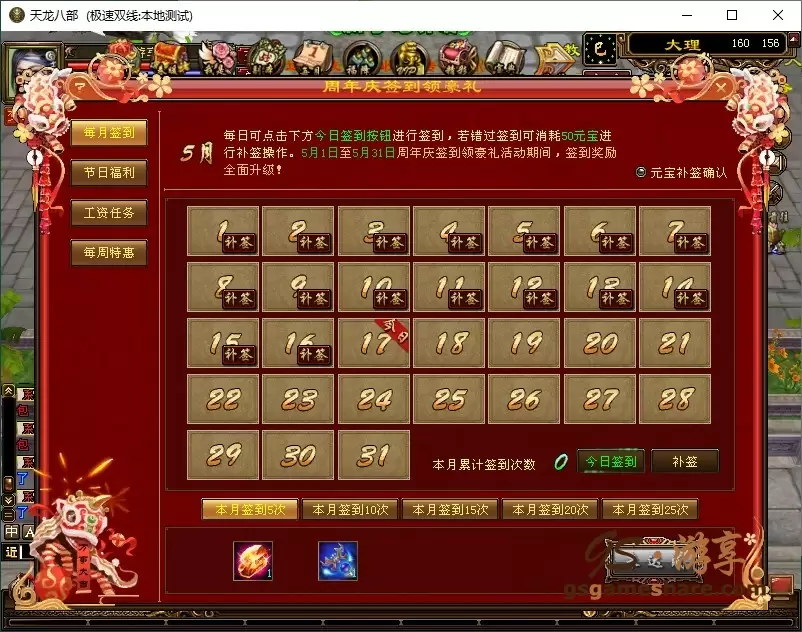 天龙八部 (极速双线:本地测试)
大理 160 156
周年庆签到领豪礼
每月签到
节日福利
工资任务
每周特惠
5月
每日可点击下方今日签到按钮进行签到，若错过签到可消耗50元宝进
行补签操作。5月1日至5月31日周年庆签到领豪礼活动期间，签到奖励
全面升级！
元宝补签确认
1 补签 2 补签 3 补签 4 补签 5 补签 6 补签 7 补签
8 补签 9 补签 10 补签 11 补签 12 补签 13 补签 14 补签
15 补签 16 补签 17 今日 18 19 20 21
22 23 24 25 26 27 28
29 30 31
本月累计签到次数 0 今日签到 补签
本月签到5次 本月签到10次 本月签到15次 本月签到20次 本月签到25次
1 1
游享
gsgameshare.com
中 A
近